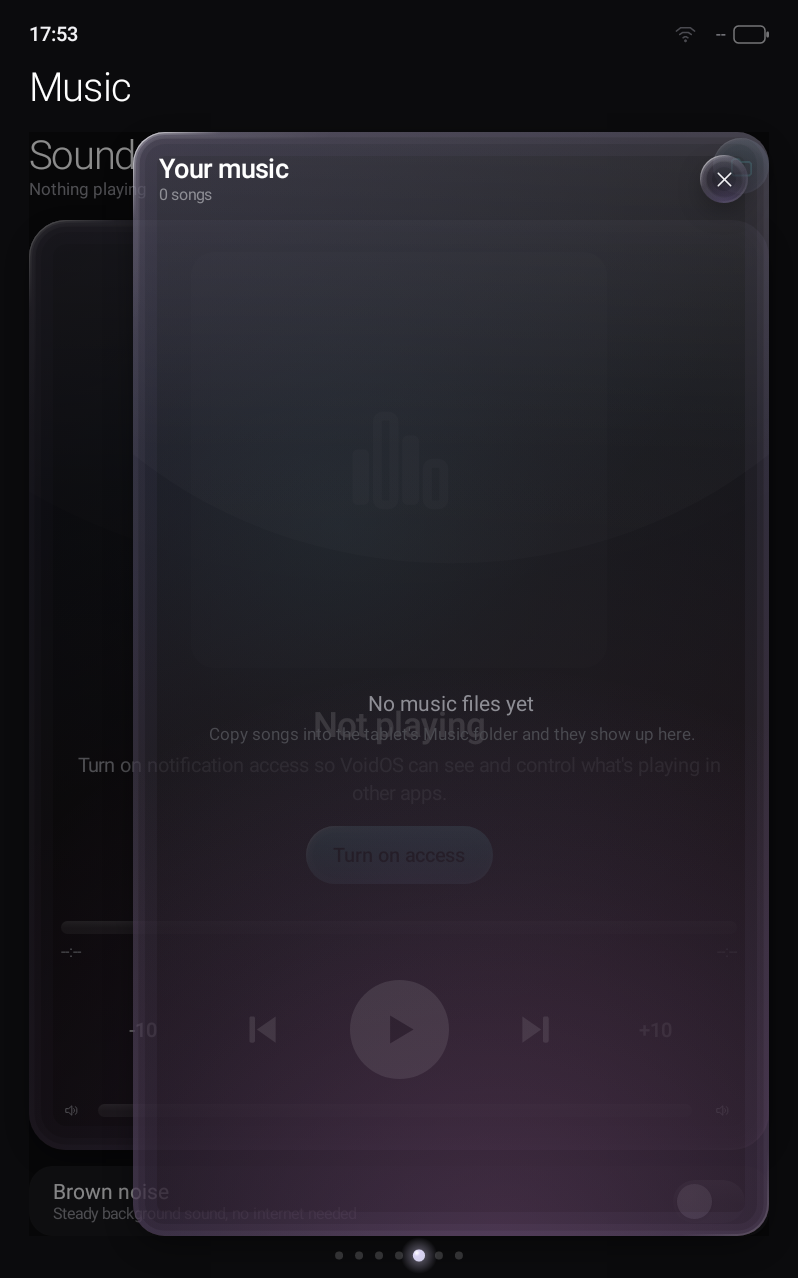 17:53
--
Music
Sound
Nothing playing
Your music
0 songs
No music files yet
Not playing
Copy songs into the tablet's Music folder and they show up here.
Turn on notification access so VoidOS can see and control what's playing in
other apps.
Turn on access
--:--
--:--
-10
+10
Brown noise
Steady background sound, no internet needed